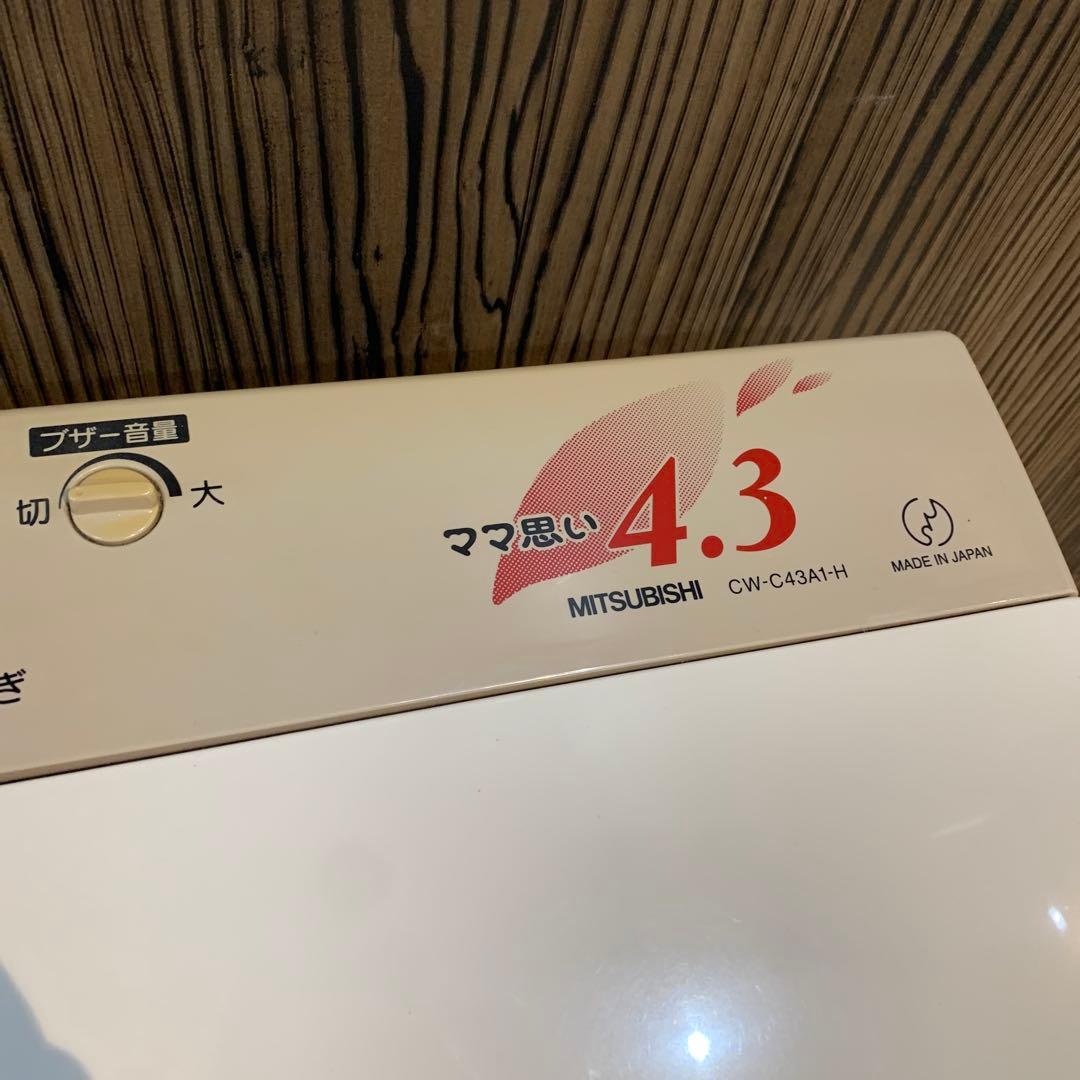 ブザー音量
切 大
ママ思い 4.3
MITSUBISHI CW-C43A1-H
MADE IN JAPAN
ぎ